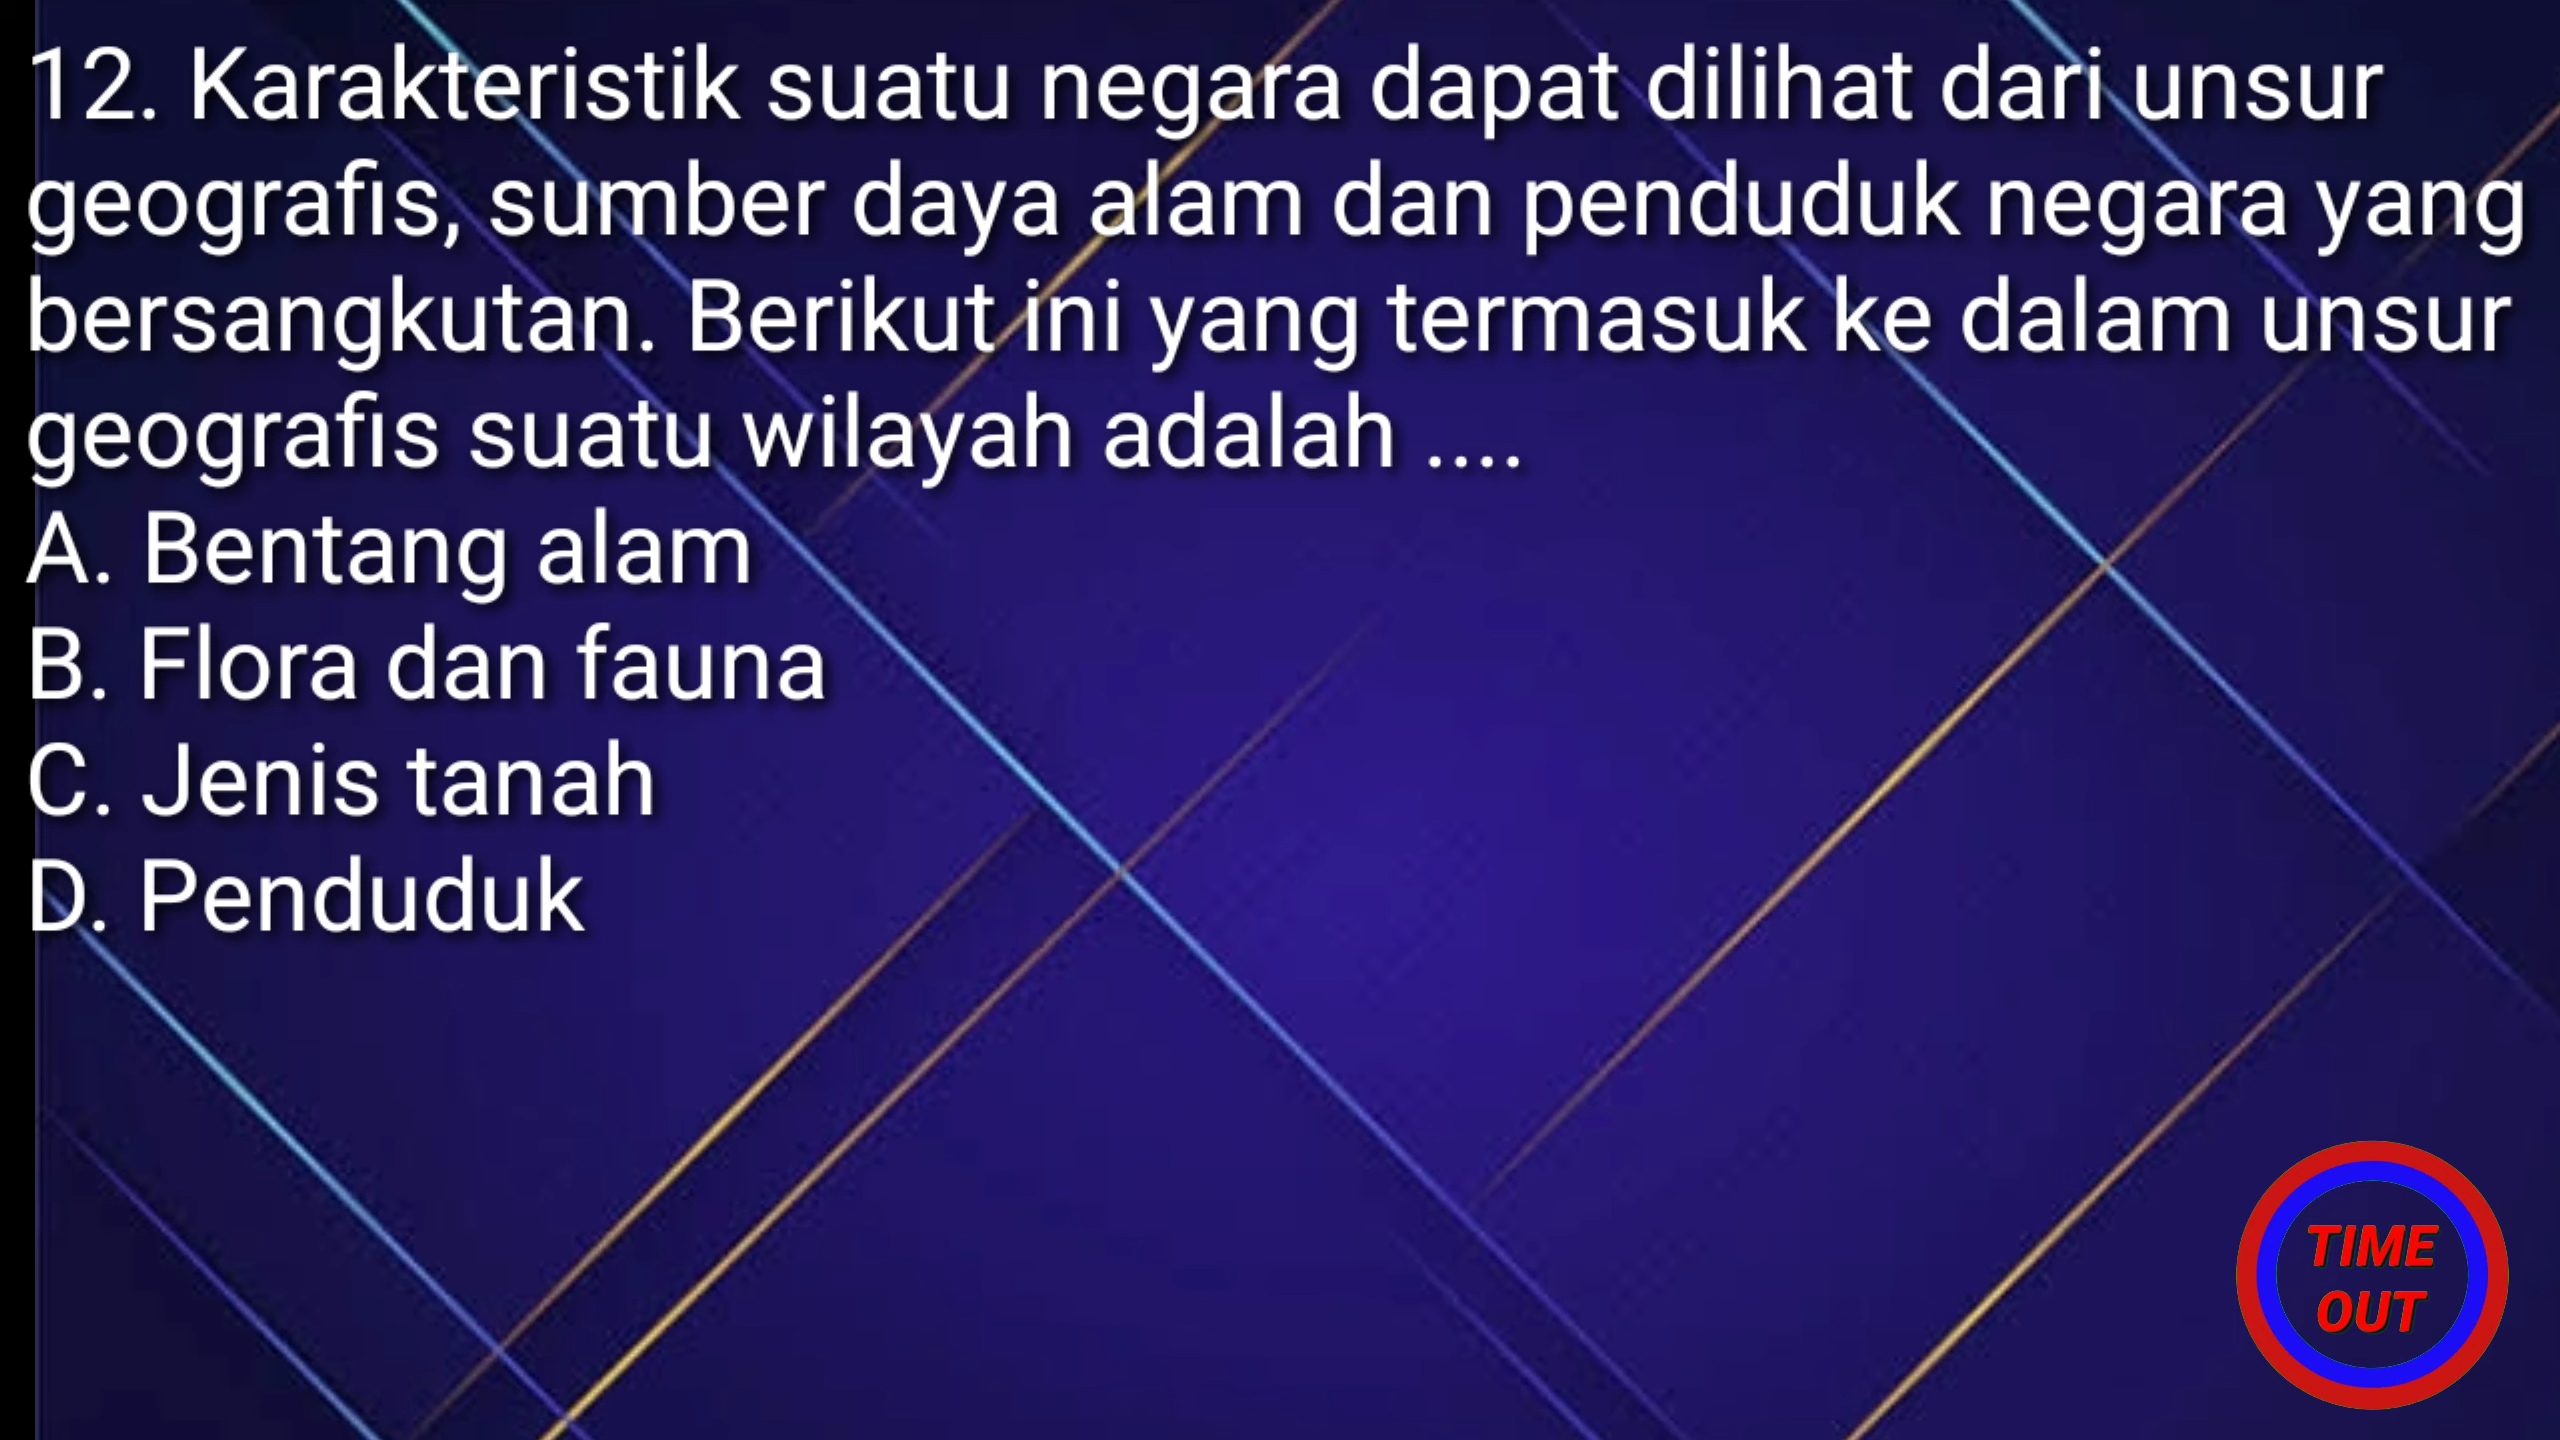 12. Karakteristik suatu negara dapat dilihat dari unsur
geografis, sumber daya alam dan penduduk negara yang
bersangkutan. Berikut ini yang termasuk ke dalam unsur
geografis suatu wilayah adalah ....
A. Bentang alam
B. Flora dan fauna
C. Jenis tanah
D. Penduduk
TIME
OUT